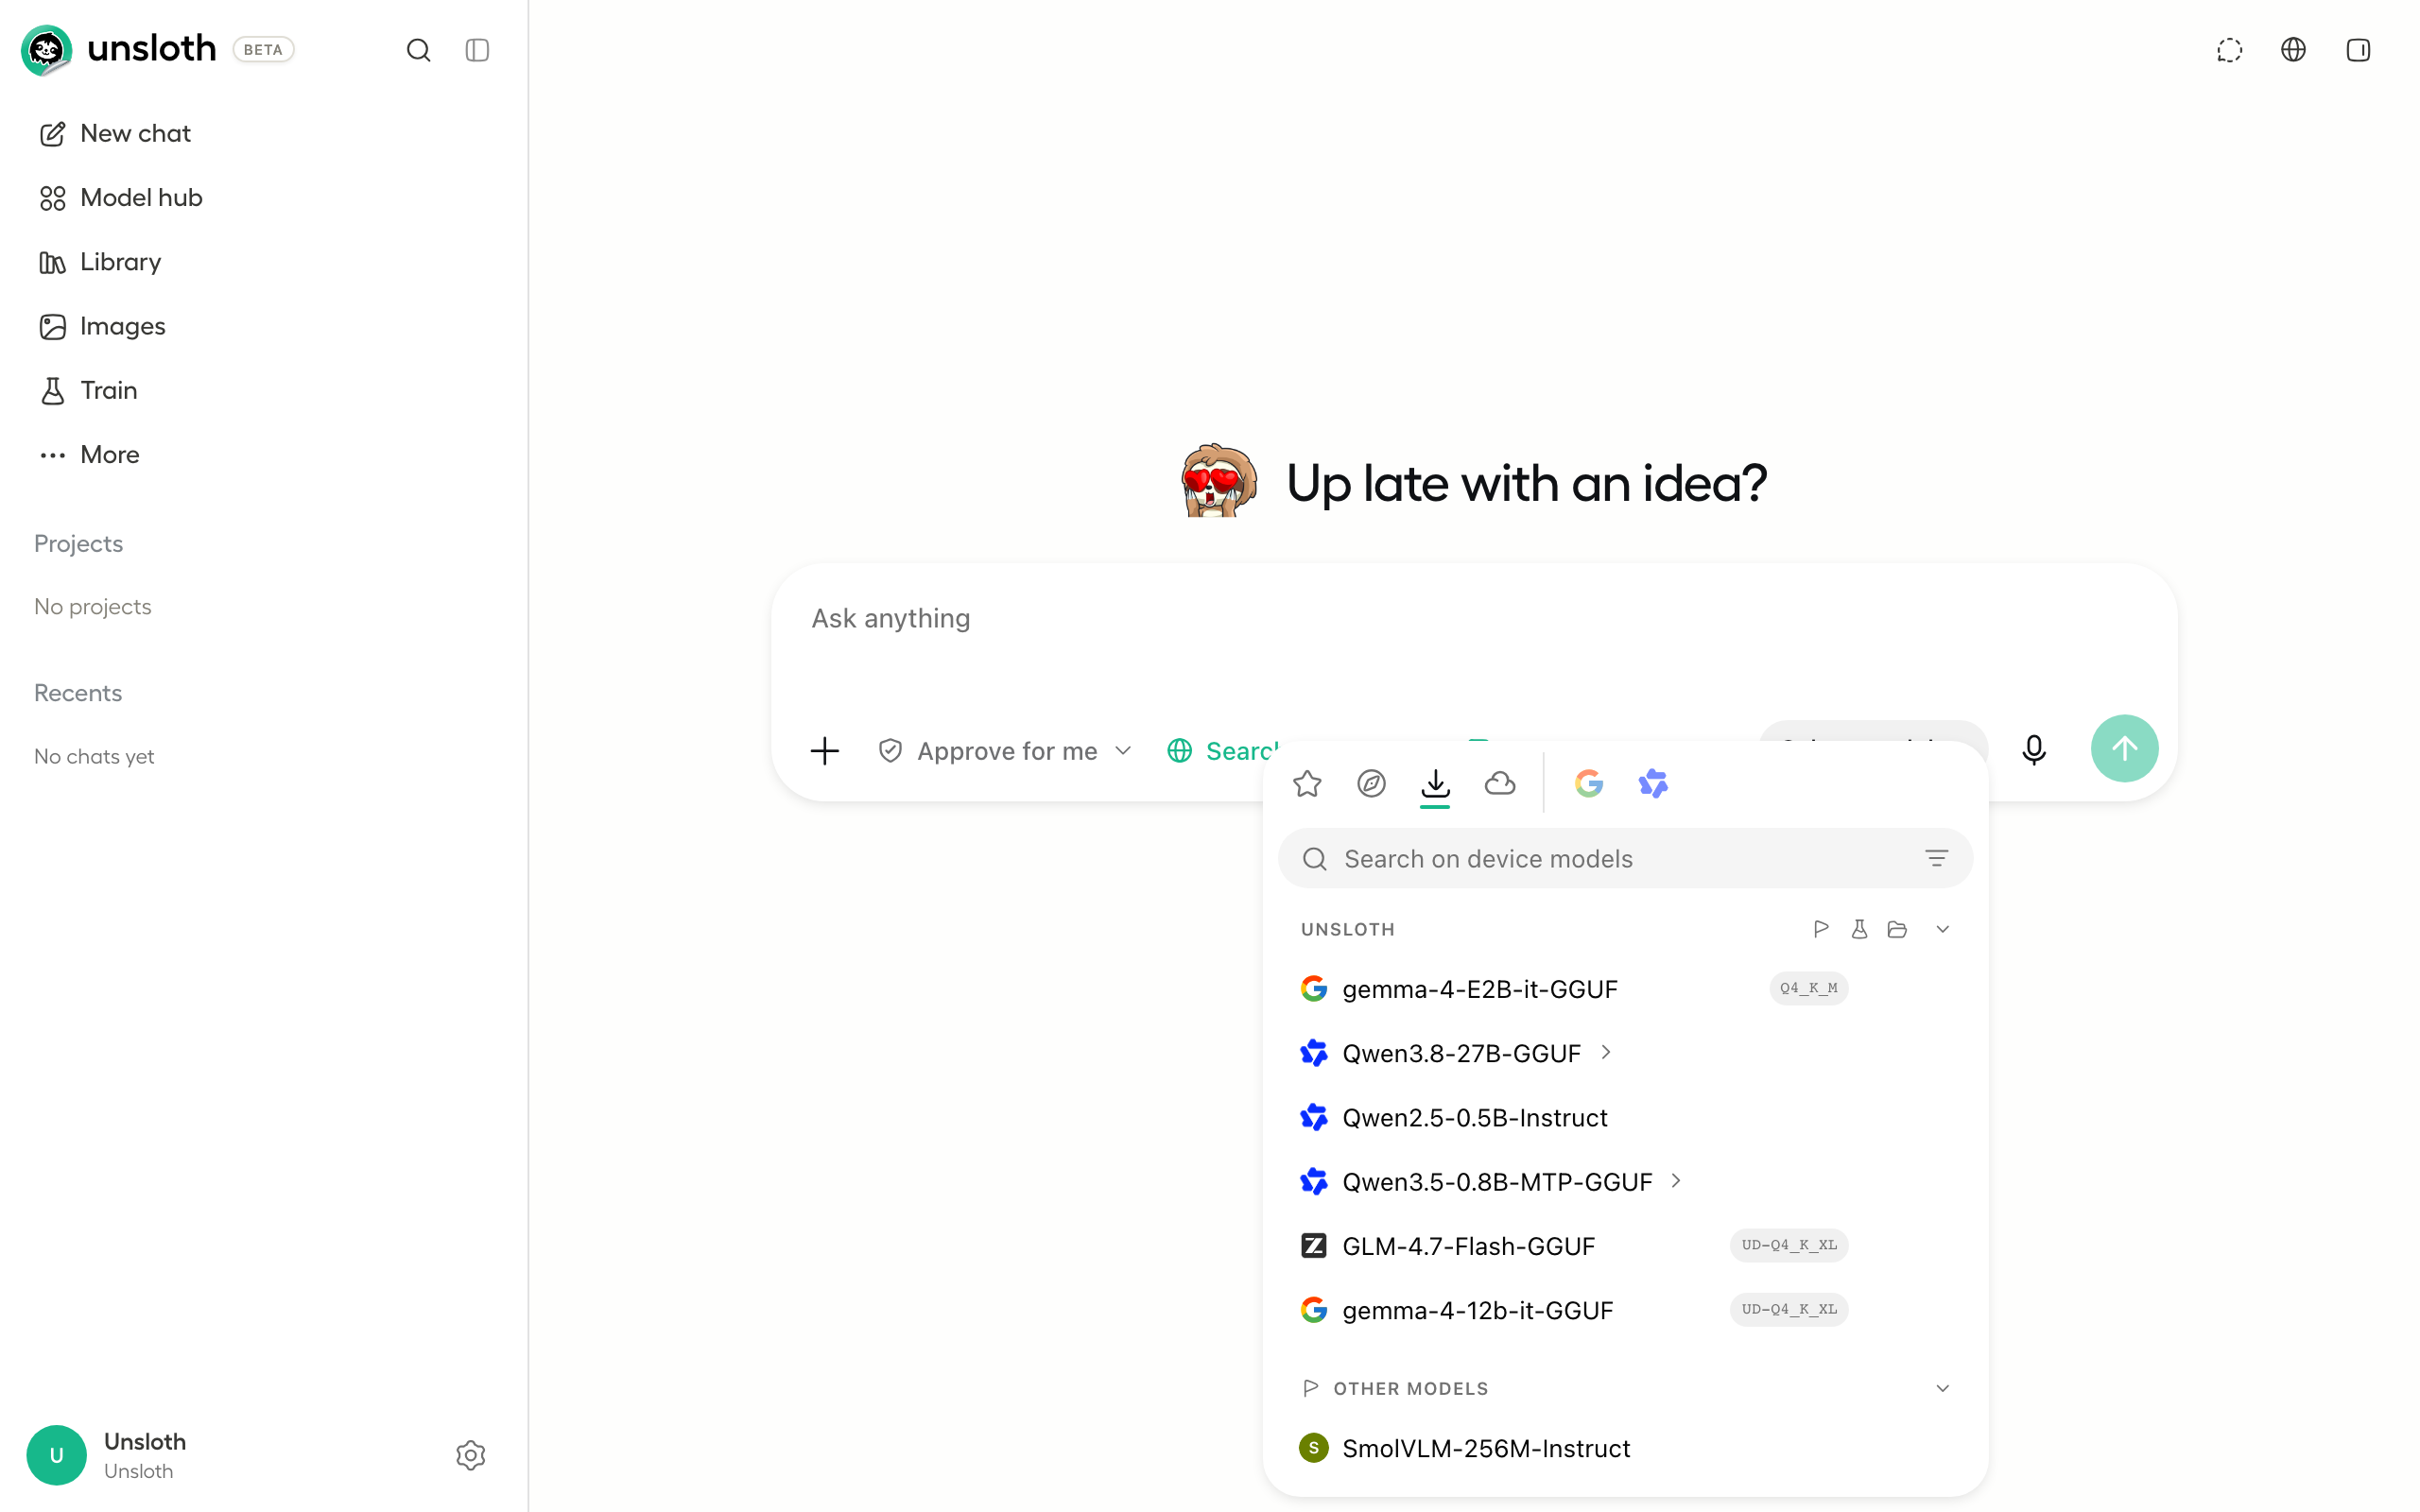 unsloth BETA
New chat
Model hub
Library
Images
Train
More
Projects
No projects
Recents
No chats yet
U
Unsloth
Unsloth
Up late with an idea?
Ask anything
Approve for me
Search
Search on device models
UNSLOTH
gemma-4-E2B-it-GGUF Q4_K_M
Qwen3.8-27B-GGUF
Qwen2.5-0.5B-Instruct
Qwen3.5-0.8B-MTP-GGUF
GLM-4.7-Flash-GGUF UD-Q4_K_XL
gemma-4-12b-it-GGUF UD-Q4_K_XL
OTHER MODELS
S SmolVLM-256M-Instruct